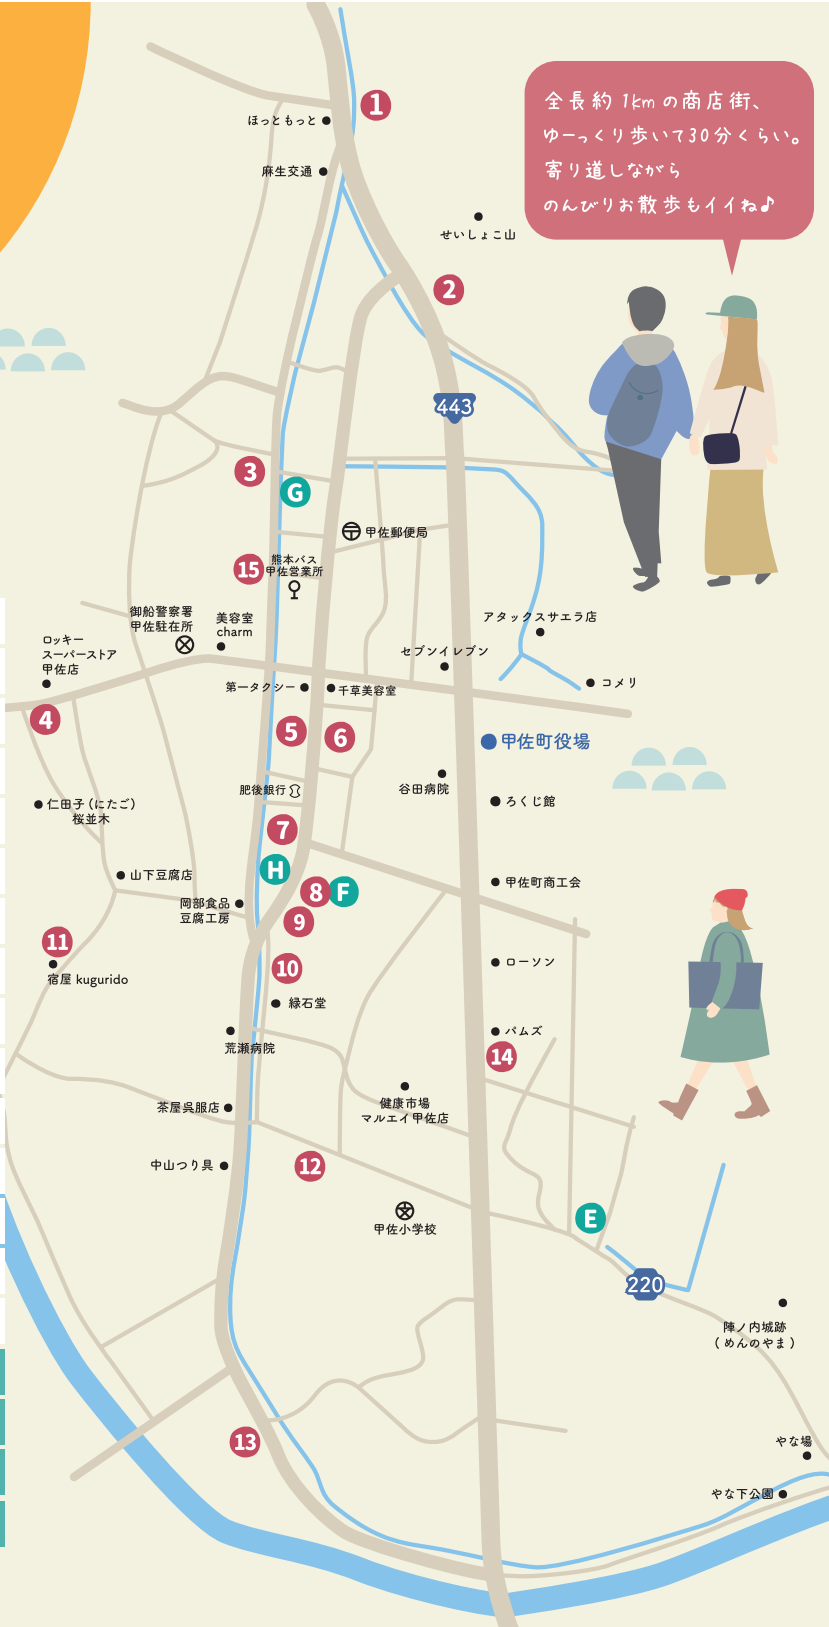 全長約1kmの商店街、
ゆーっくり歩いて30分くらい。
寄り道しながら
のんびりお散歩もイイね♪
1
ほっともっと
麻生交通
せいしょこ山
2
443
3
G
甲佐郵便局
15
熊本バス
甲佐営業所
御船警察署
甲佐駐在所
美容室
charm
アタックスサエラ店
ロッキー
スーパーストア
甲佐店
セブンイレブン
コメリ
第一タクシー
千草美容室
4
5
6
甲佐町役場
谷田病院
肥後銀行
ろくじ館
仁田子(にたご)
桜並木
7
H
山下豆腐店
甲佐町商工会
8
F
岡部食品
豆腐工房
9
11
ローソン
10
宿屋 kugurido
緑石堂
荒瀬病院
パムズ
14
茶屋呉服店
健康市場
マルエイ甲佐店
中山つり具
12
E
甲佐小学校
220
陣ノ内城跡
(めんのやま)
13
やな場
やな下公園